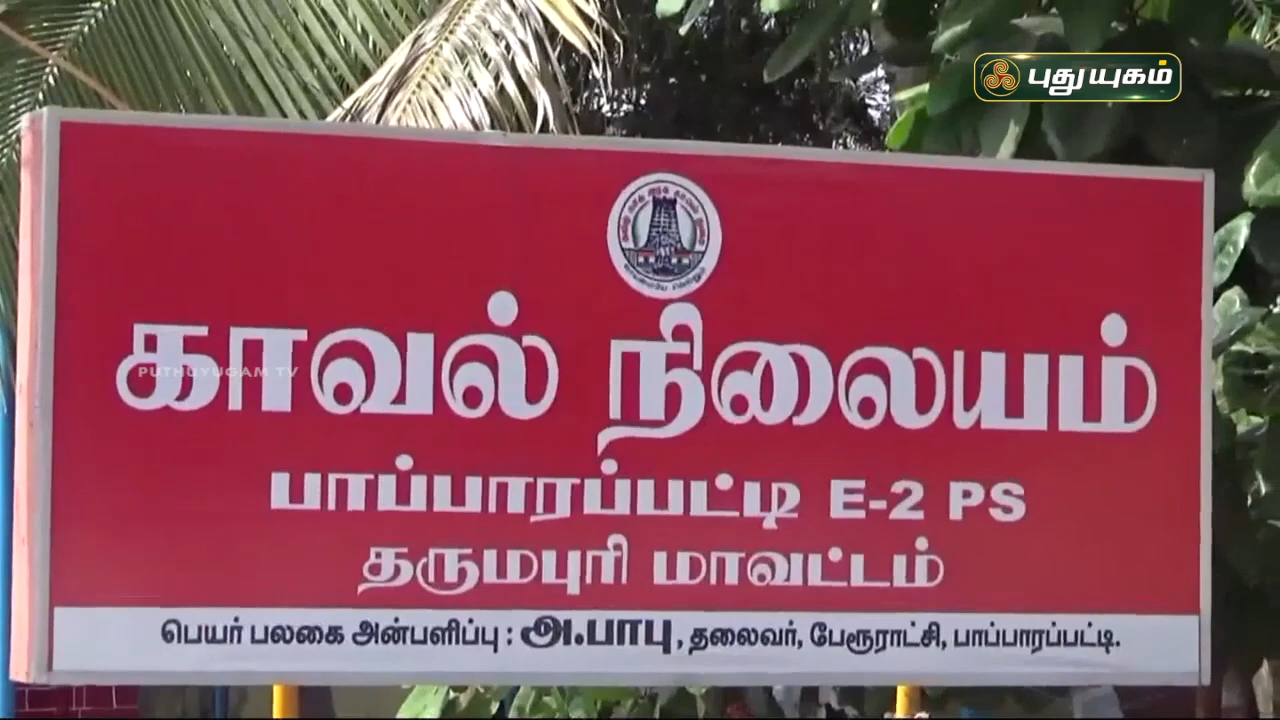 புதுயுகம்
காவல் நிலையம்
PUTHUYUGAM TV
பாப்பாரப்பட்டி E-2 PS
தருமபுரி மாவட்டம்
பெயர் பலகை அன்பளிப்பு : அ.பாபு, தலைவர், பேரூராட்சி, பாப்பாரப்பட்டி.